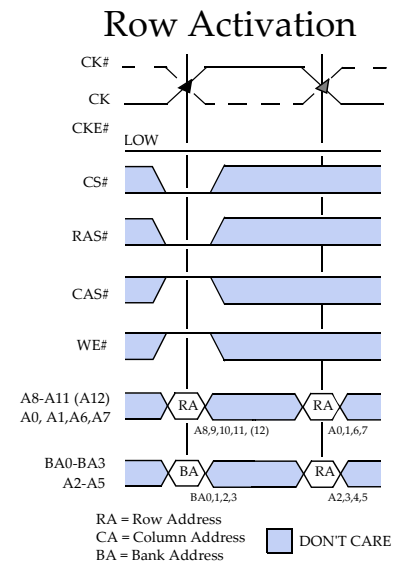 Row Activation
CK#
CK
CKE#
LOW
CS#
RAS#
CAS#
WE#
A8-A11 (A12)
A0, A1,A6,A7
RA
RA
A8,9,10,11, (12)
A0,1,6,7
BA0-BA3
A2-A5
BA
RA
BA0,1,2,3
A2,3,4,5
RA = Row Address
CA = Column Address
BA = Bank Address
DON'T CARE